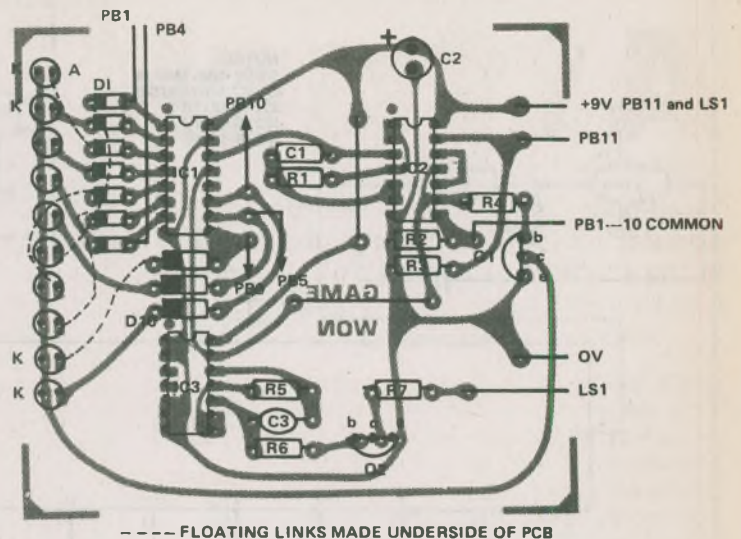 PB1
PB4
K
A
D1
K
PB10
IC1
C1
R1
+
C2
IC2
+9V PB11 and LS1
PB11
R4
PB1---10 COMMON
R2
R3
b
Q1
c
e
PB9
PB5
GAME
WON
D10
K
K
IC3
R5
C3
R6
R7
b
c
e
Q2
0V
LS1
---- FLOATING LINKS MADE UNDERSIDE OF PCB